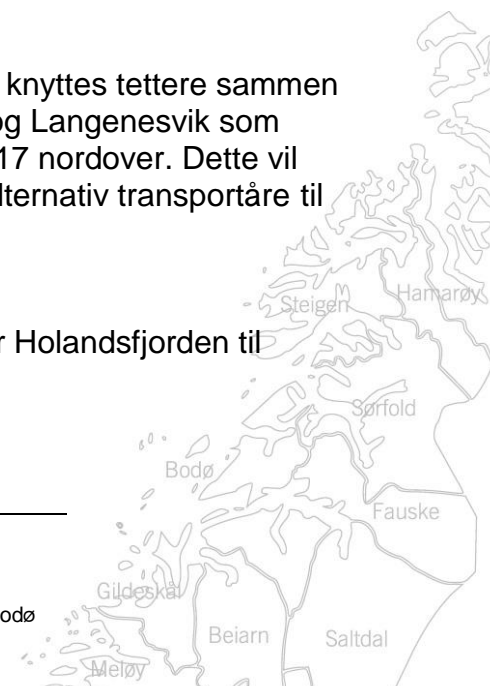 knyttes tettere sammen
og Langenesvik som
17 nordover. Dette vil
lternativ transportåre til
Hamarøy
Steigen
r Holandsfjorden til
Sørfold
Bodø
Fauske
Gildeskål
odø
Beiarn
Saltdal
Meløy